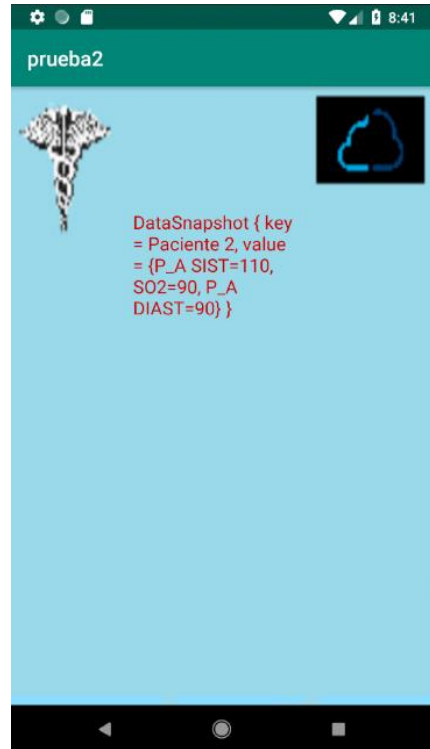 8:41
prueba2
DataSnapshot { key
= Paciente 2, value
= {P_A SIST=110,
SO2=90, P_A
DIAST=90} }